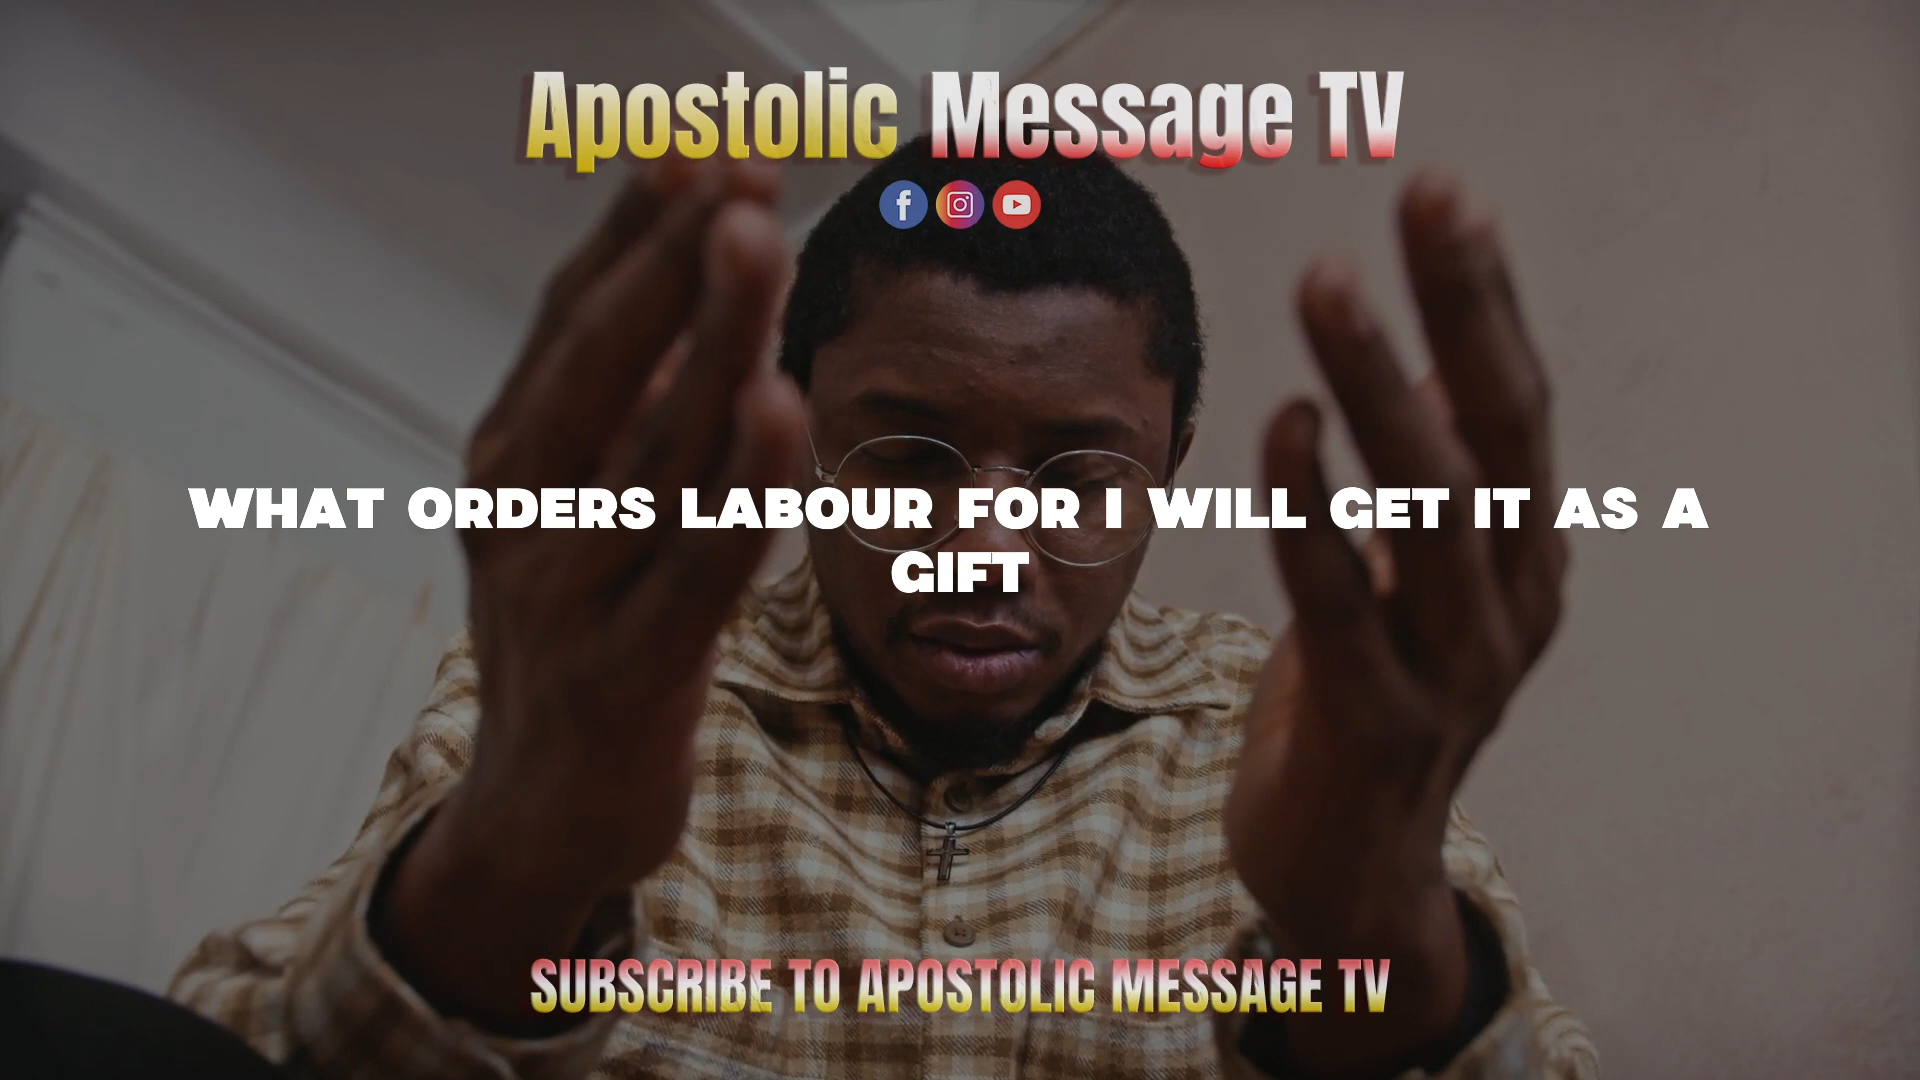 Apostolic Message TV
WHAT ORDERS LABOUR FOR I WILL GET IT AS A
GIFT
SUBSCRIBE TO APOSTOLIC MESSAGE TV